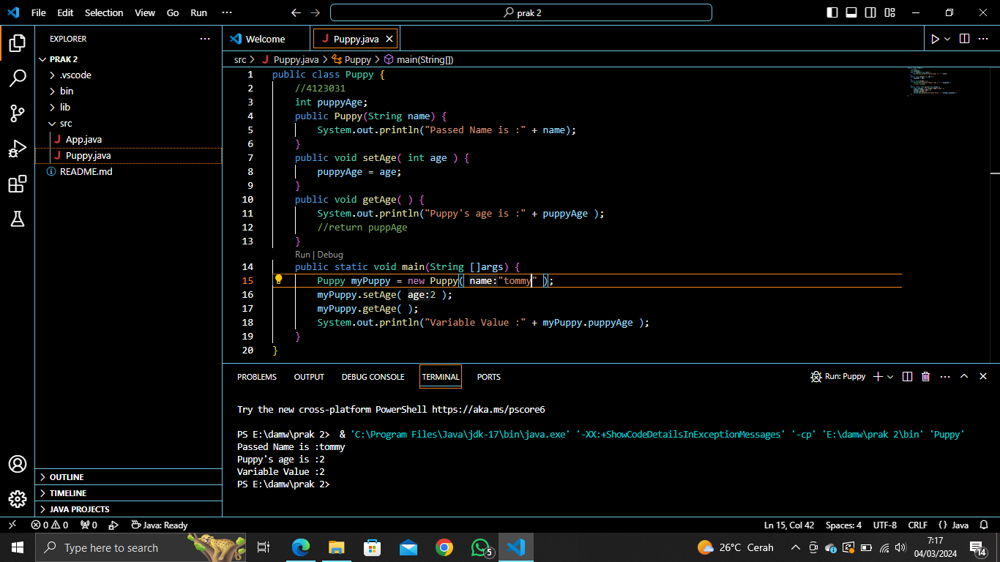 File Edit Selection View Go Run ···
prak 2
EXPLORER
PRAK 2
.vscode
bin
lib
src
J App.java
J Puppy.java
README.md
OUTLINE
TIMELINE
JAVA PROJECTS
Welcome
J Puppy.java
src > J Puppy.java > Puppy > main(String[])
1 public class Puppy {
2 //4123031
3 int puppyAge;
4 public Puppy(String name) {
5 System.out.println("Passed Name is :" + name);
6 }
7 public void setAge( int age ) {
8 puppyAge = age;
9 }
10 public void getAge( ) {
11 System.out.println("Puppy's age is :" + puppyAge );
12 //return puppAge
13 }
Run | Debug
14 public static void main(String []args) {
15 Puppy myPuppy = new Puppy( name:"tommy" );
16 myPuppy.setAge( age:2 );
17 myPuppy.getAge( );
18 System.out.println("Variable Value :" + myPuppy.puppyAge );
19 }
20 }
PROBLEMS OUTPUT DEBUG CONSOLE TERMINAL PORTS
Run: Puppy
Try the new cross-platform PowerShell https://aka.ms/pscore6
PS E:\damw\prak 2> & 'C:\Program Files\Java\jdk-17\bin\java.exe' '-XX:+ShowCodeDetailsInExceptionMessages' '-cp' 'E:\damw\prak 2\bin' 'Puppy'
Passed Name is :tommy
Puppy's age is :2
Variable Value :2
PS E:\damw\prak 2>
0 0 0 Java: Ready
Ln 15, Col 42 Spaces: 4 UTF-8 CRLF {} Java
Type here to search
5
26°C Cerah
7:17
04/03/2024
14